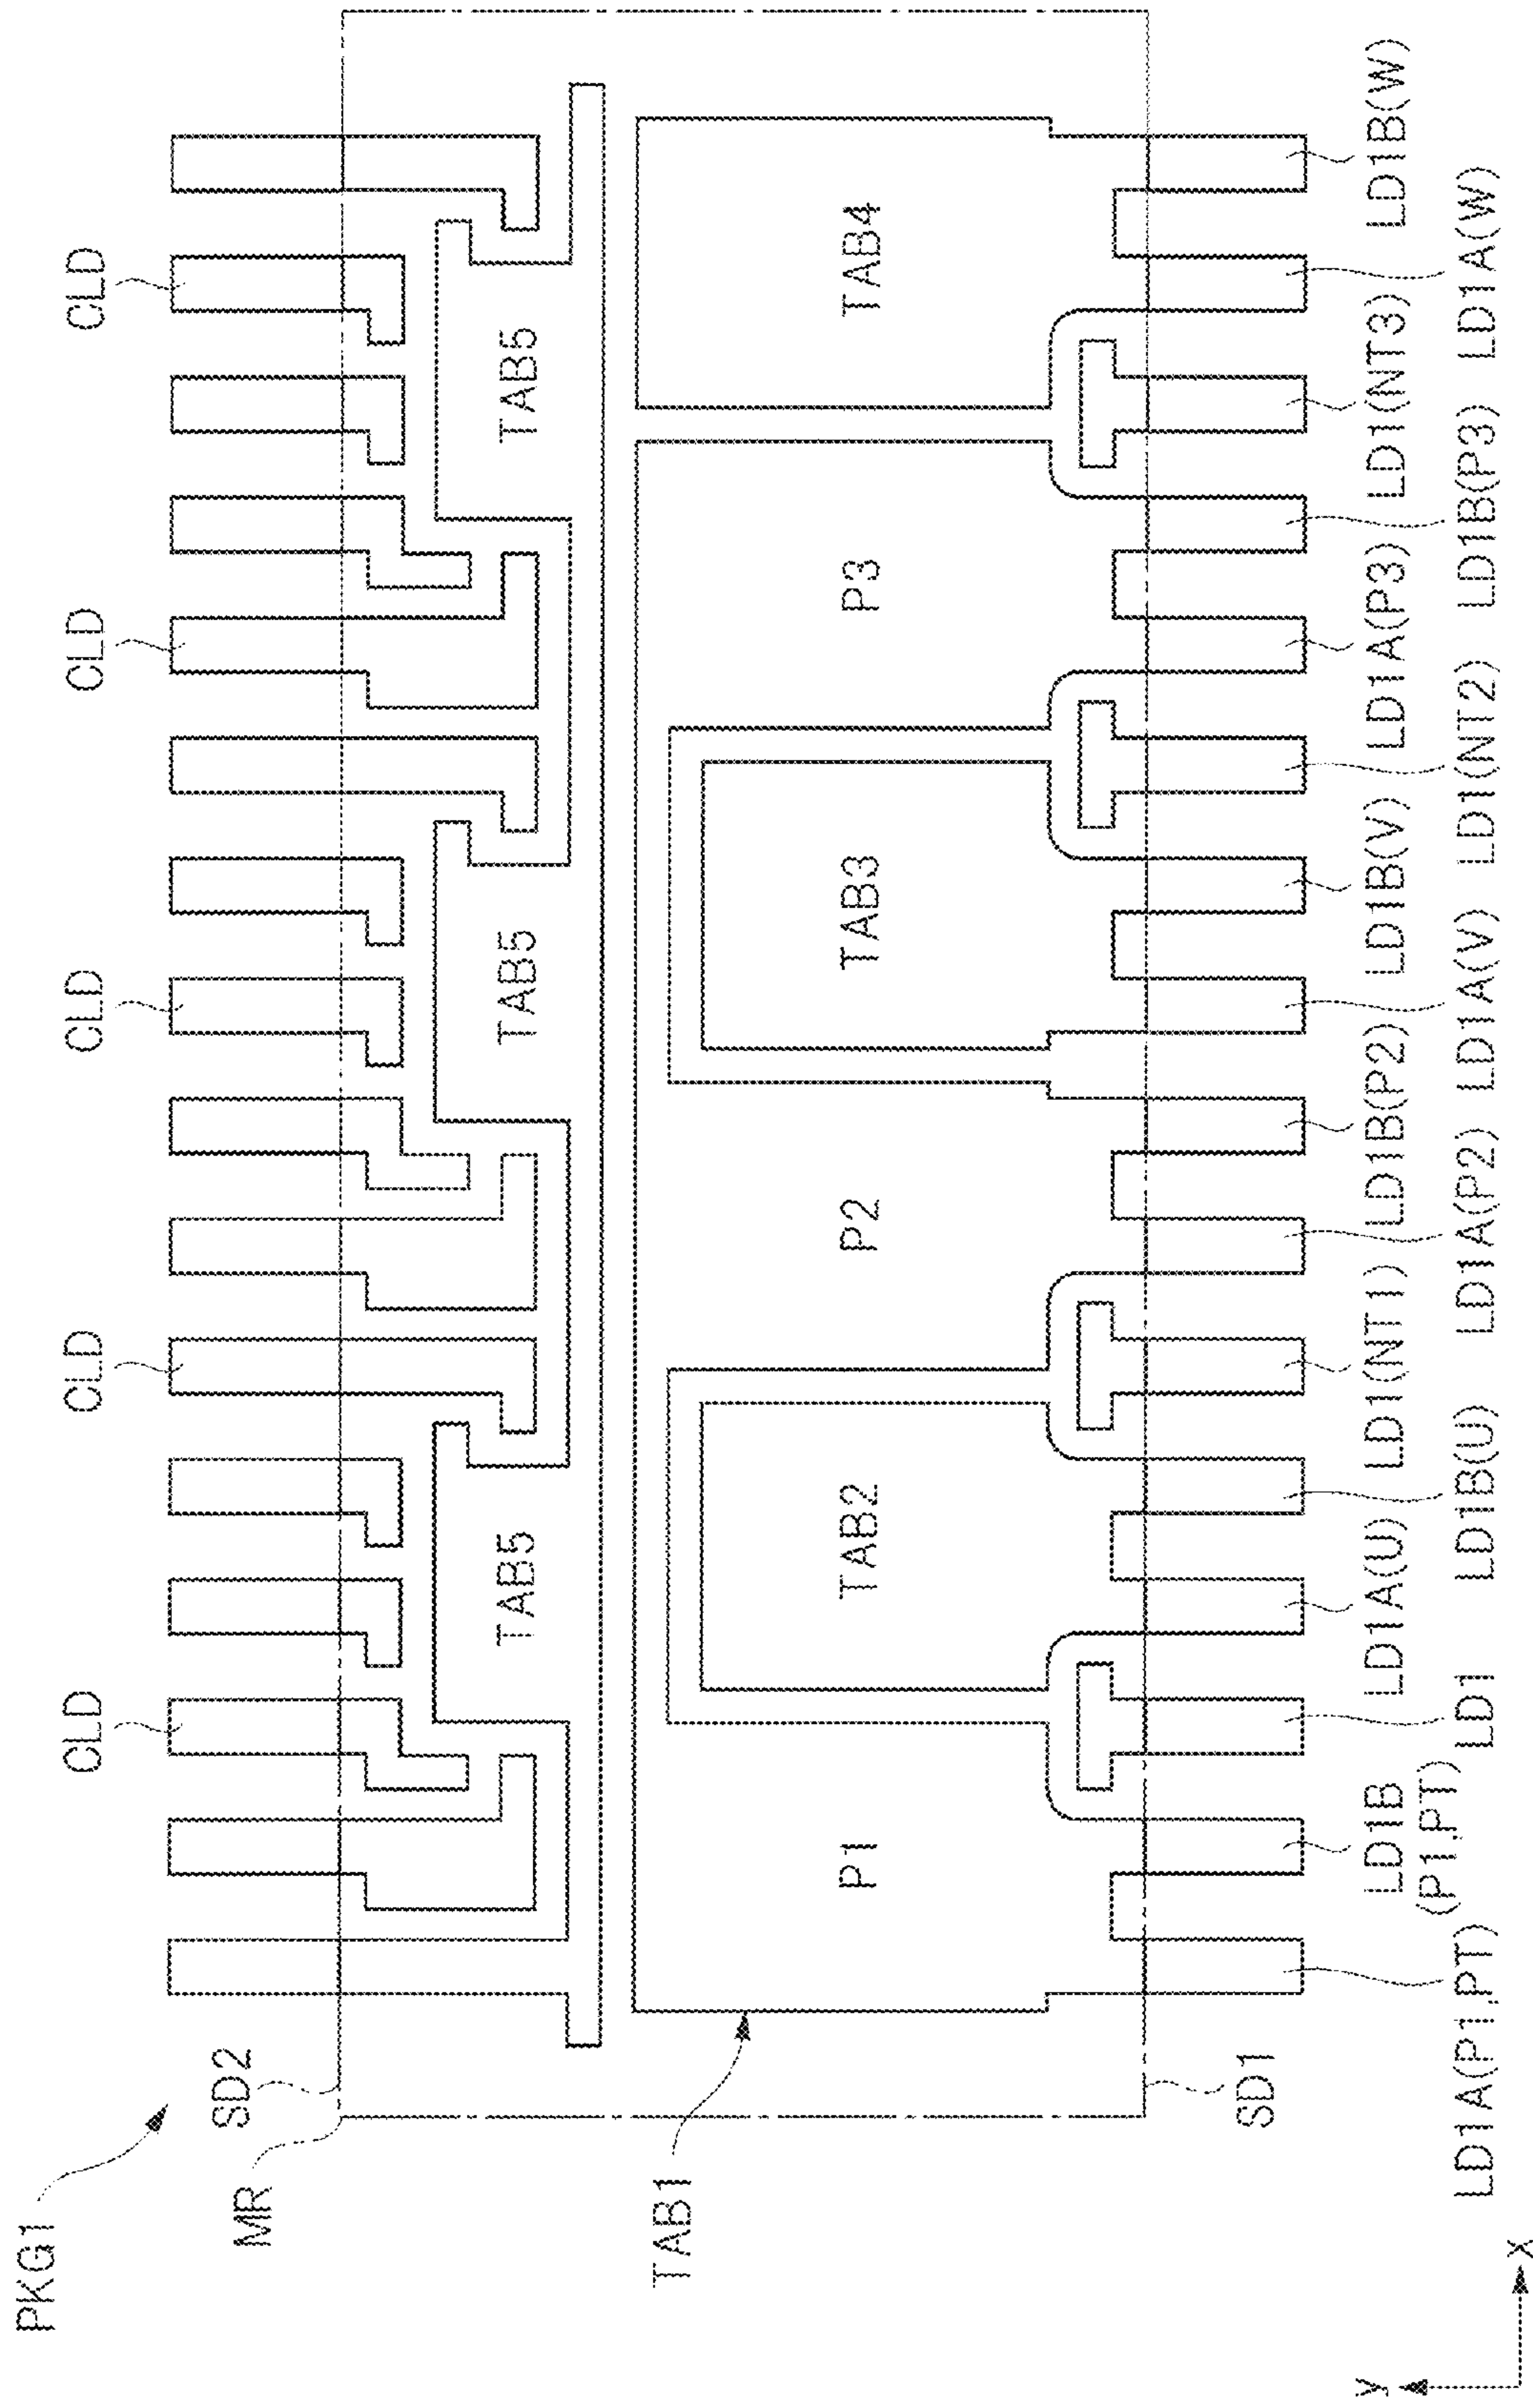 PKG1
CLD
CLD
CLD
CLD
CLD
SD2
MR
TAB5
TAB5
TAB5
TAB1
P1
TAB2
P2
TAB3
P3
TAB4
SD1
LD1A(P1,PT)
LD1B
(P1,PT)
LD1
LD1A(U)
LD1B(U)
LD1(NT1)
LD1A(P2)
LD1B(P2)
LD1A(V)
LD1B(V)
LD1(NT2)
LD1A(P3)
LD1B(P3)
LD1(NT3)
LD1A(W)
LD1B(W)
y
x